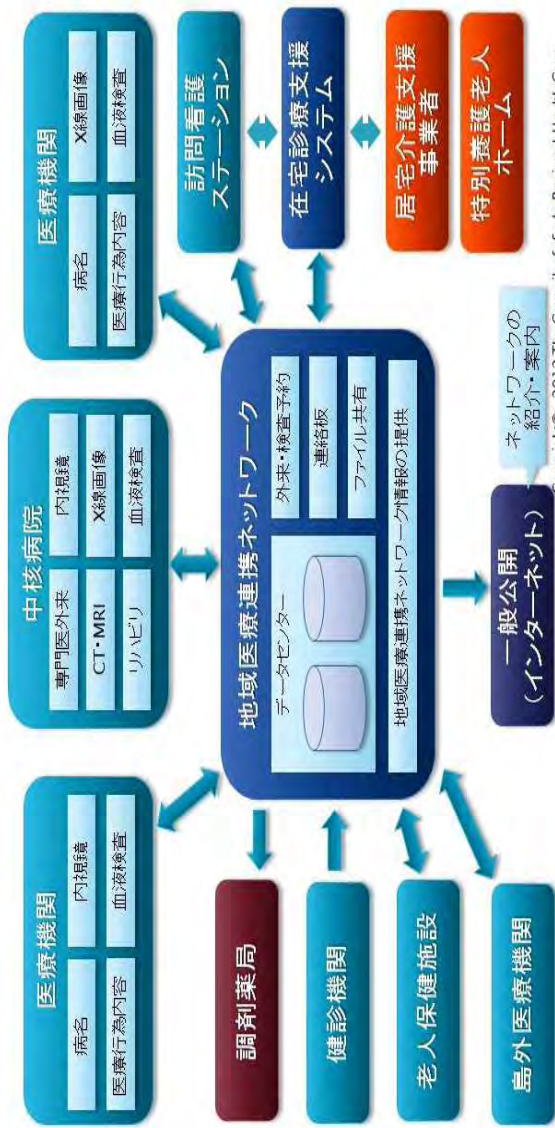 医療機関
病名
内視鏡
医療行為内容
血液検査
中核病院
専門医外来
内視鏡
CT・MRI
X線画像
リハビリ
血液検査
医療機関
病名
X線画像
医療行為内容
血液検査
調剤薬局
健診機関
老人保健施設
島外医療機関
地域医療連携ネットワーク
データセンター
外来・検査予約
連絡板
ファイル共有
地域医療連携ネットワーク情報の提供
訪問看護
ステーション
在宅診療支援
システム
居宅介護支援
事業者
特別養護老人
ホーム
一般公開
(インターネット)
ネットワークの
紹介・案内